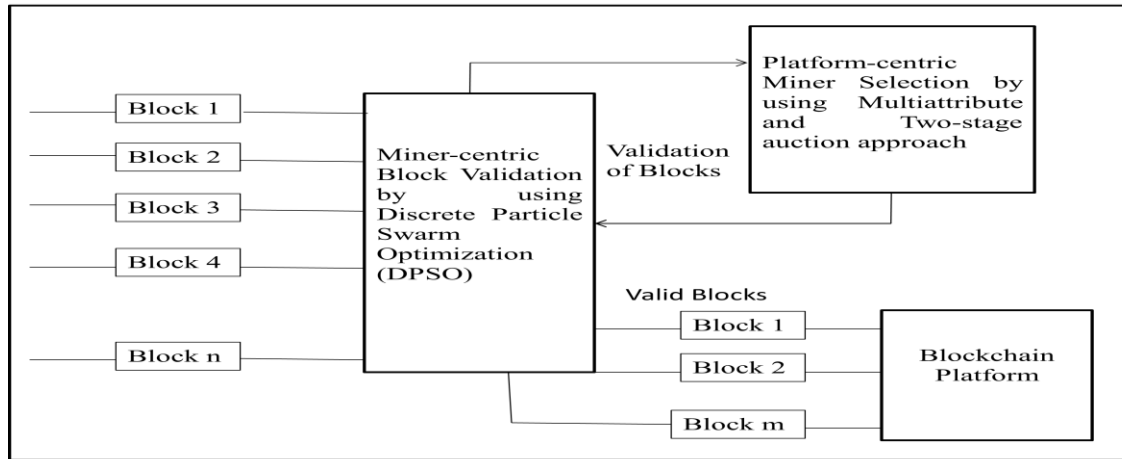 Block 1
Block 2
Block 3
Block 4
Block n
Miner-centric
Block Validation
by using
Discrete Particle
Swarm
Optimization
(DPSO)
Validation
of Blocks
Platform-centric
Miner Selection by
using Multiattribute
and Two-stage
auction approach
Valid Blocks
Block 1
Block 2
Block m
Blockchain
Platform